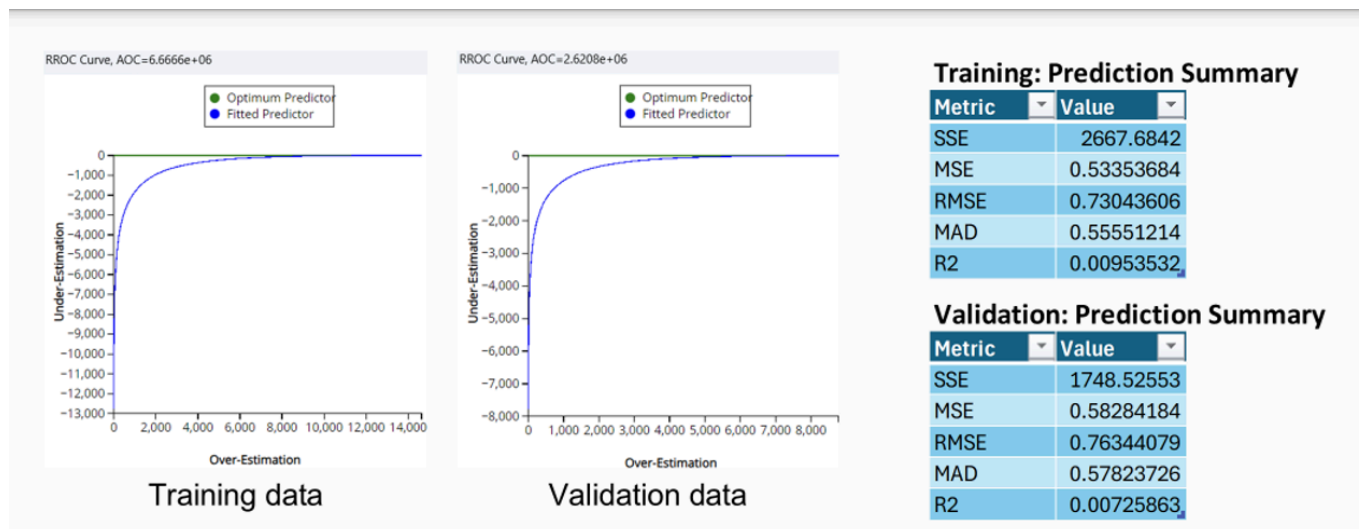 RROC Curve, AOC=6.6666e+06
Optimum Predictor
Fitted Predictor
0
−1,000
−2,000
−3,000
−4,000
−5,000
−6,000
−7,000
−8,000
−9,000
−10,000
−11,000
−12,000
−13,000
Under-Estimation
0 2,000 4,000 6,000 8,000 10,000 12,000 14,000
Over-Estimation
Training data
RROC Curve, AOC=2.6208e+06
Optimum Predictor
Fitted Predictor
0
−1,000
−2,000
−3,000
−4,000
−5,000
−6,000
−7,000
−8,000
Under-Estimation
0 1,000 2,000 3,000 4,000 5,000 6,000 7,000 8,000
Over-Estimation
Validation data
Training: Prediction Summary
Metric Value
SSE 2667.6842
MSE 0.53353684
RMSE 0.73043606
MAD 0.55551214
R2 0.00953532
Validation: Prediction Summary
Metric Value
SSE 1748.52553
MSE 0.58284184
RMSE 0.76344079
MAD 0.57823726
R2 0.00725863